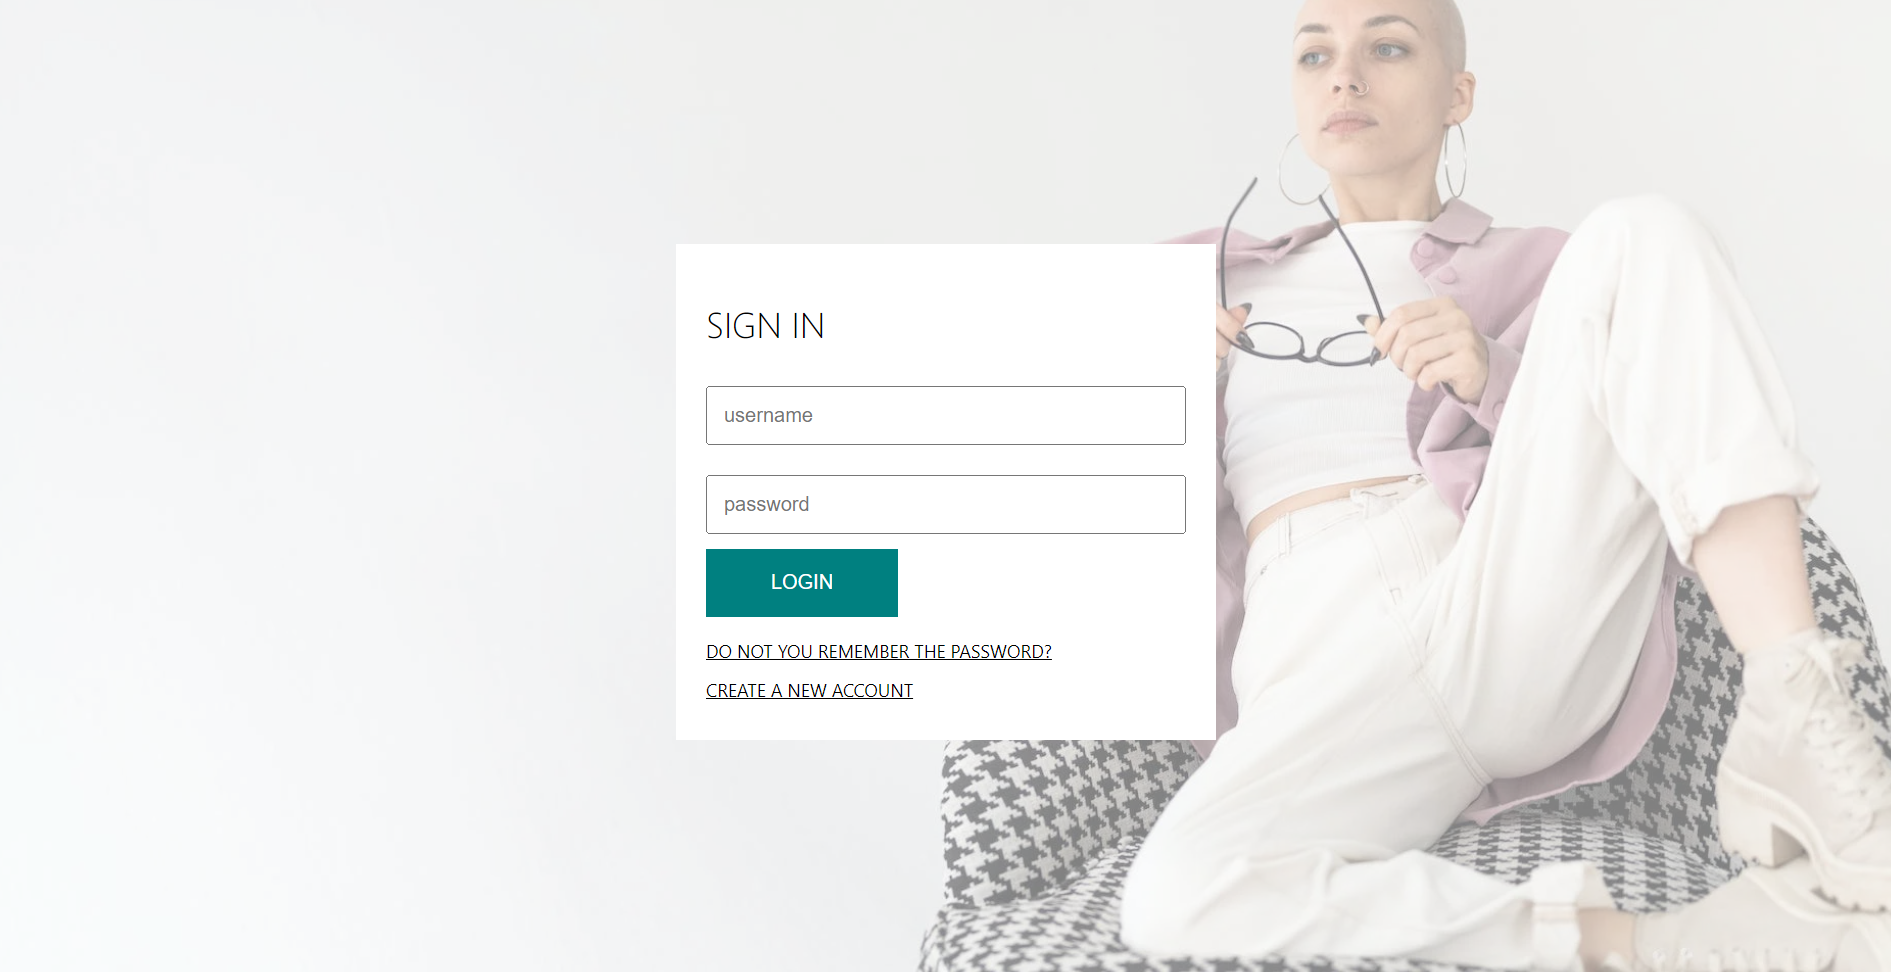 SIGN IN
username
password
LOGIN
DO NOT YOU REMEMBER THE PASSWORD?
CREATE A NEW ACCOUNT